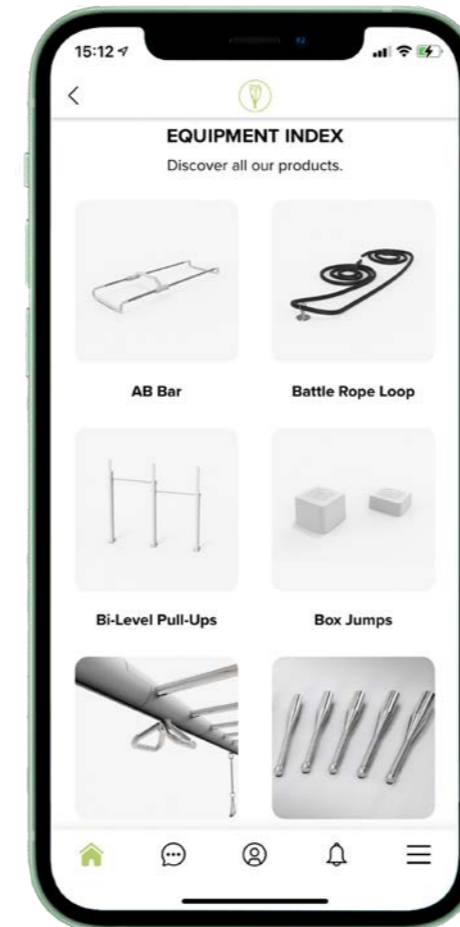 15:12
EQUIPMENT INDEX
Discover all our products.
AB Bar
Battle Rope Loop
Bi-Level Pull-Ups
Box Jumps